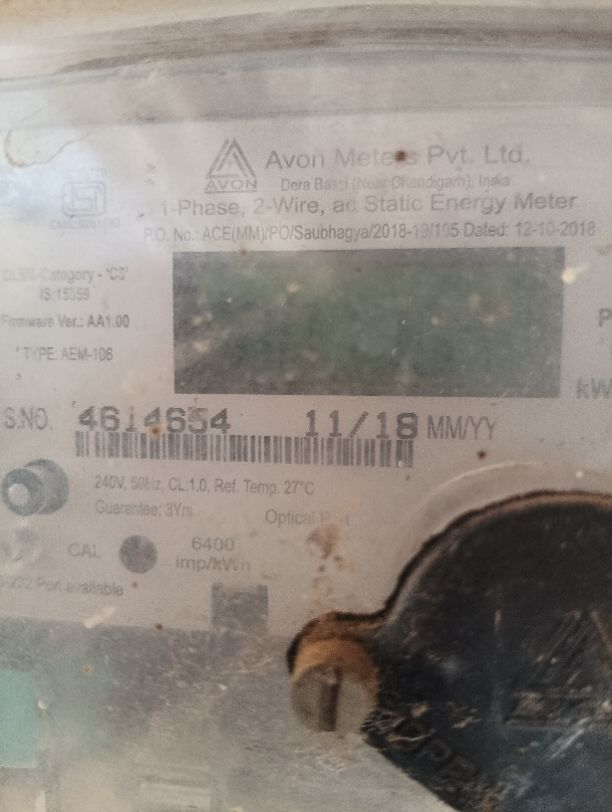 Avon Meters Pvt. Ltd.
AVON
Dera Bassi (Near Chandigarh), India
1-Phase, 2-Wire, ac Static Energy Meter
P.O. No.: ACE(MM)/PO/Saubhagya/2018-19/195 Dated: 12-10-2018
Category - 'C3'
IS:15959
Firmware Ver.: AA1.00
TYPE: AEM-106
kW
S.NO. 4614654 11/18 MM/YY
240V, 50Hz, CL:1.0, Ref. Temp. 27°C
Guarantee: 3Yrs.
Optical Port
CAL 6400
imp/kWh
Port available